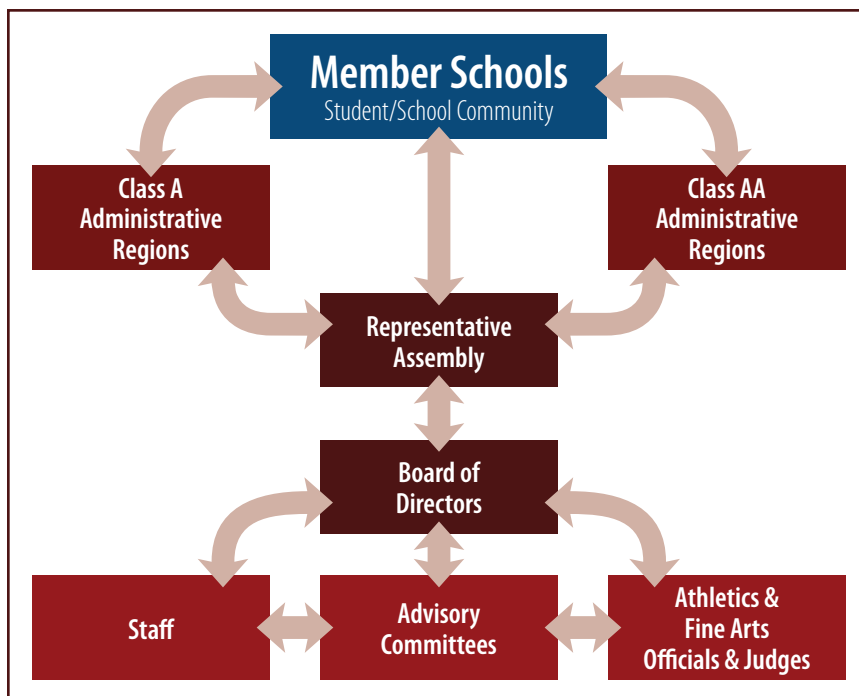 Member Schools
Student/School Community
Class A
Administrative
Regions
Class AA
Administrative
Regions
Representative
Assembly
Board of
Directors
Staff
Advisory
Committees
Athletics &
Fine Arts
Officials & Judges